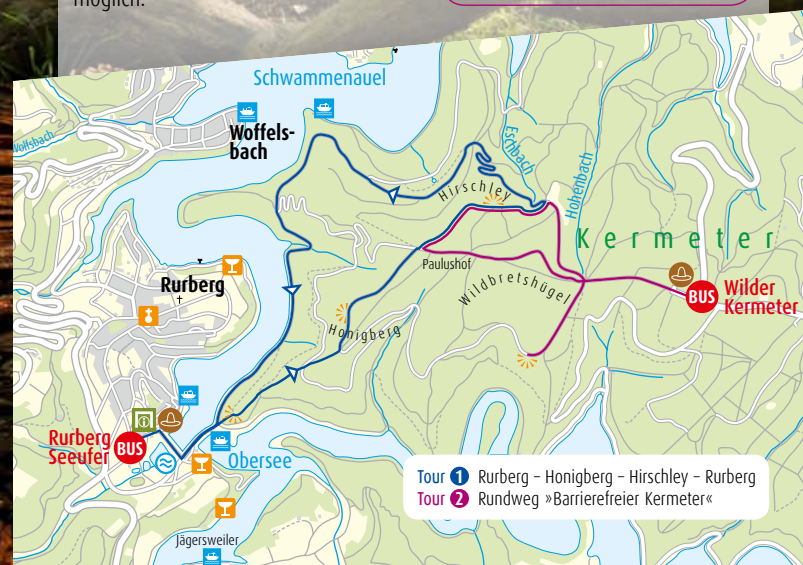 möglich.
Schwammenauel
Woffels-
bach
Wolfsbach
Eschbach
Hohenbach
Hirschley
Kermeter
Paulushof
Wildbretshügel
Rurberg
BUS Wilder
Kermeter
Honigberg
Rurberg
Seeufer BUS
Obersee
Jägersweiler
Tour 1 Rurberg – Honigberg – Hirschley – Rurberg
Tour 2 Rundweg »Barrierefreier Kermeter«